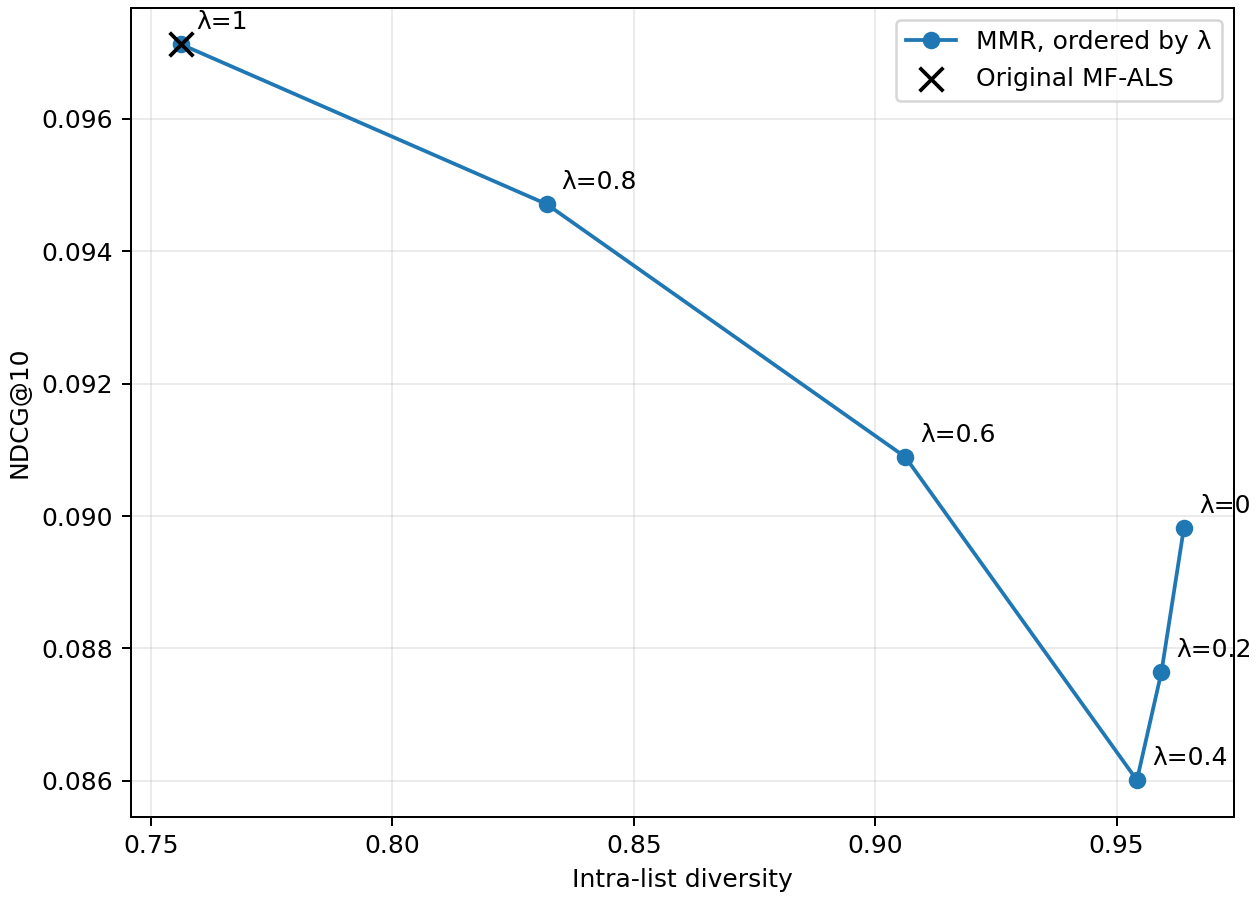 λ=1
MMR, ordered by λ
Original MF-ALS
λ=0.8
λ=0.6
λ=0
λ=0.2
λ=0.4
NDCG@10
0.096
0.094
0.092
0.090
0.088
0.086
0.75 0.80 0.85 0.90 0.95
Intra-list diversity